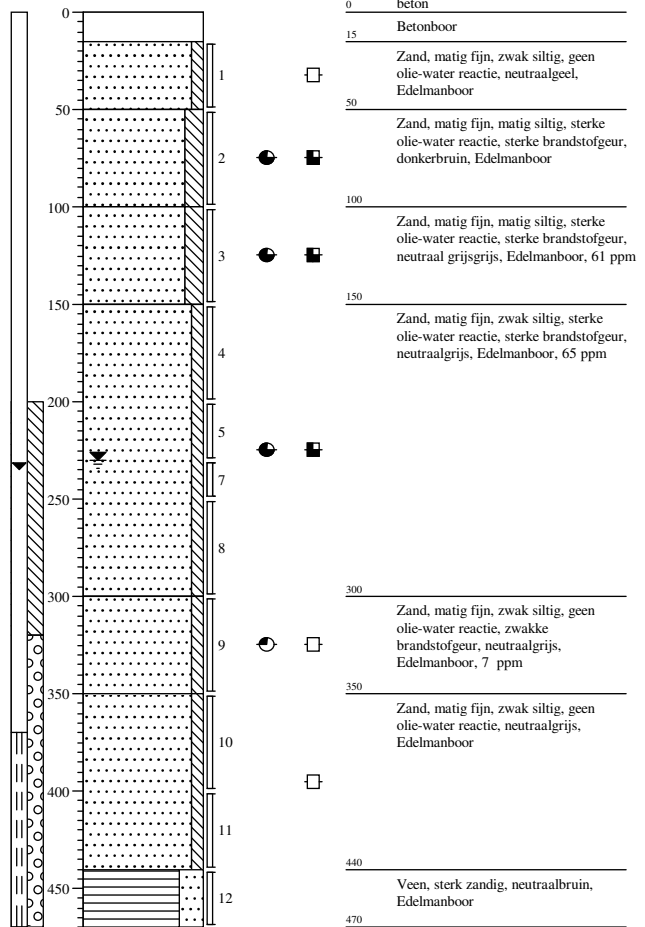 0
50
100
150
200
250
300
350
400
450
1
2
3
4
5
7
8
9
10
11
12
0
beton
15
Betonboor
Zand, matig fijn, zwak siltig, geen
olie-water reactie, neutraalgeel,
Edelmanboor
50
Zand, matig fijn, matig siltig, sterke
olie-water reactie, sterke brandstofgeur,
donkerbruin, Edelmanboor
100
Zand, matig fijn, matig siltig, sterke
olie-water reactie, sterke brandstofgeur,
neutraal grijsgrijs, Edelmanboor, 61 ppm
150
Zand, matig fijn, zwak siltig, sterke
olie-water reactie, sterke brandstofgeur,
neutraalgrijs, Edelmanboor, 65 ppm
300
Zand, matig fijn, zwak siltig, geen
olie-water reactie, zwakke
brandstofgeur, neutraalgrijs,
Edelmanboor, 7 ppm
350
Zand, matig fijn, zwak siltig, geen
olie-water reactie, neutraalgrijs,
Edelmanboor
440
Veen, sterk zandig, neutraalbruin,
Edelmanboor
470